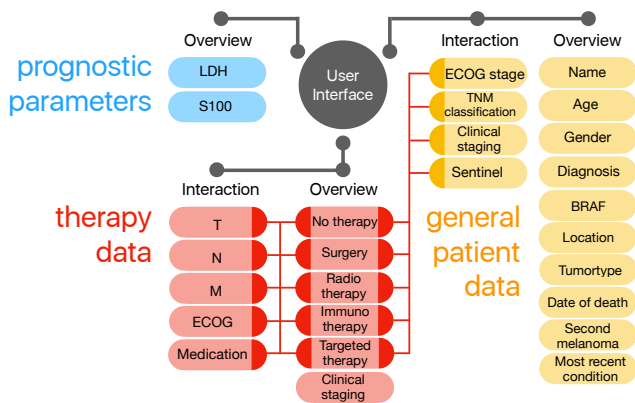 Overview
LDH
S100
prognostic
parameters
User
Interface
Interaction
ECOG stage
TNM
classification
Clinical
staging
Sentinel
Overview
Name
Age
Gender
Diagnosis
BRAF
Location
Tumortype
Date of death
Second
melanoma
Most recent
condition
general
patient
data
therapy
data
Interaction
T
N
M
ECOG
Medication
Overview
No therapy
Surgery
Radio
therapy
Immuno
therapy
Targeted
therapy
Clinical
staging